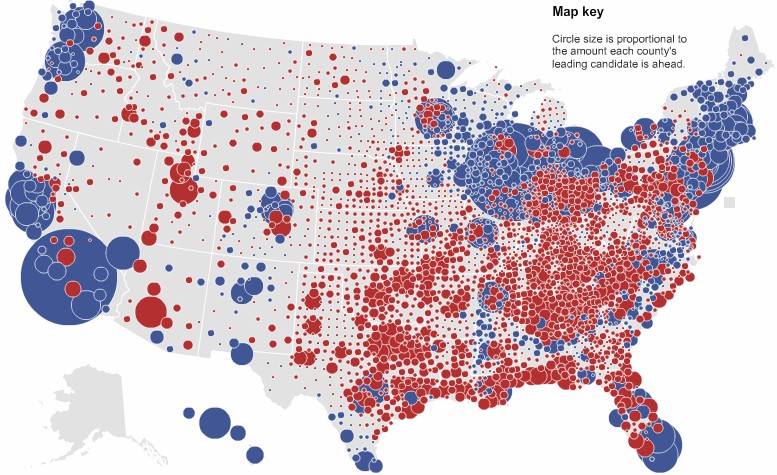 Map key
Circle size is proportional to
the amount each county's
leading candidate is ahead.